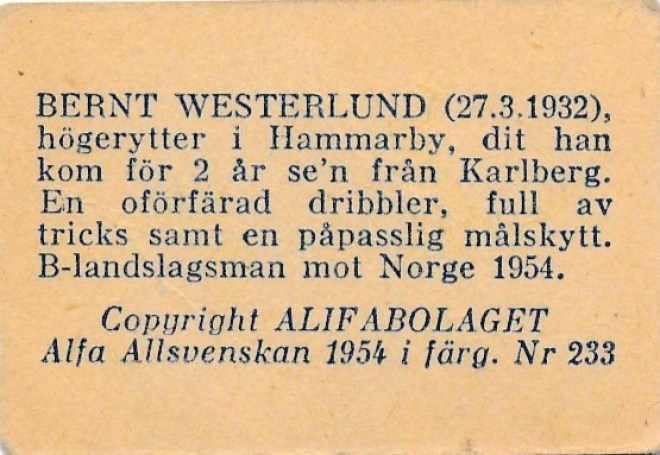 BERNT WESTERLUND (27.3.1932),
högerytter i Hammarby, dit han
kom för 2 år se'n från Karlberg.
En oförfärad dribbler, full av
tricks samt en påpasslig målskytt.
B-landslagsman mot Norge 1954.
Copyright ALIFABOLAGET
Alfa Allsvenskan 1954 i färg. Nr 233